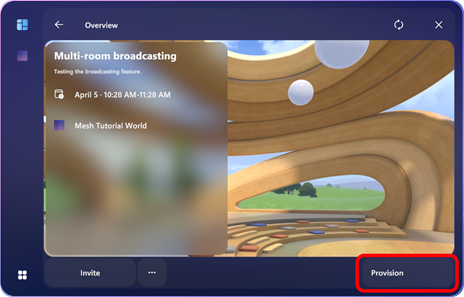 Overview
Multi-room broadcasting
Testing the broadcasting feature
April 5 · 10:28 AM-11:28 AM
Mesh Tutorial World
Invite
Provision